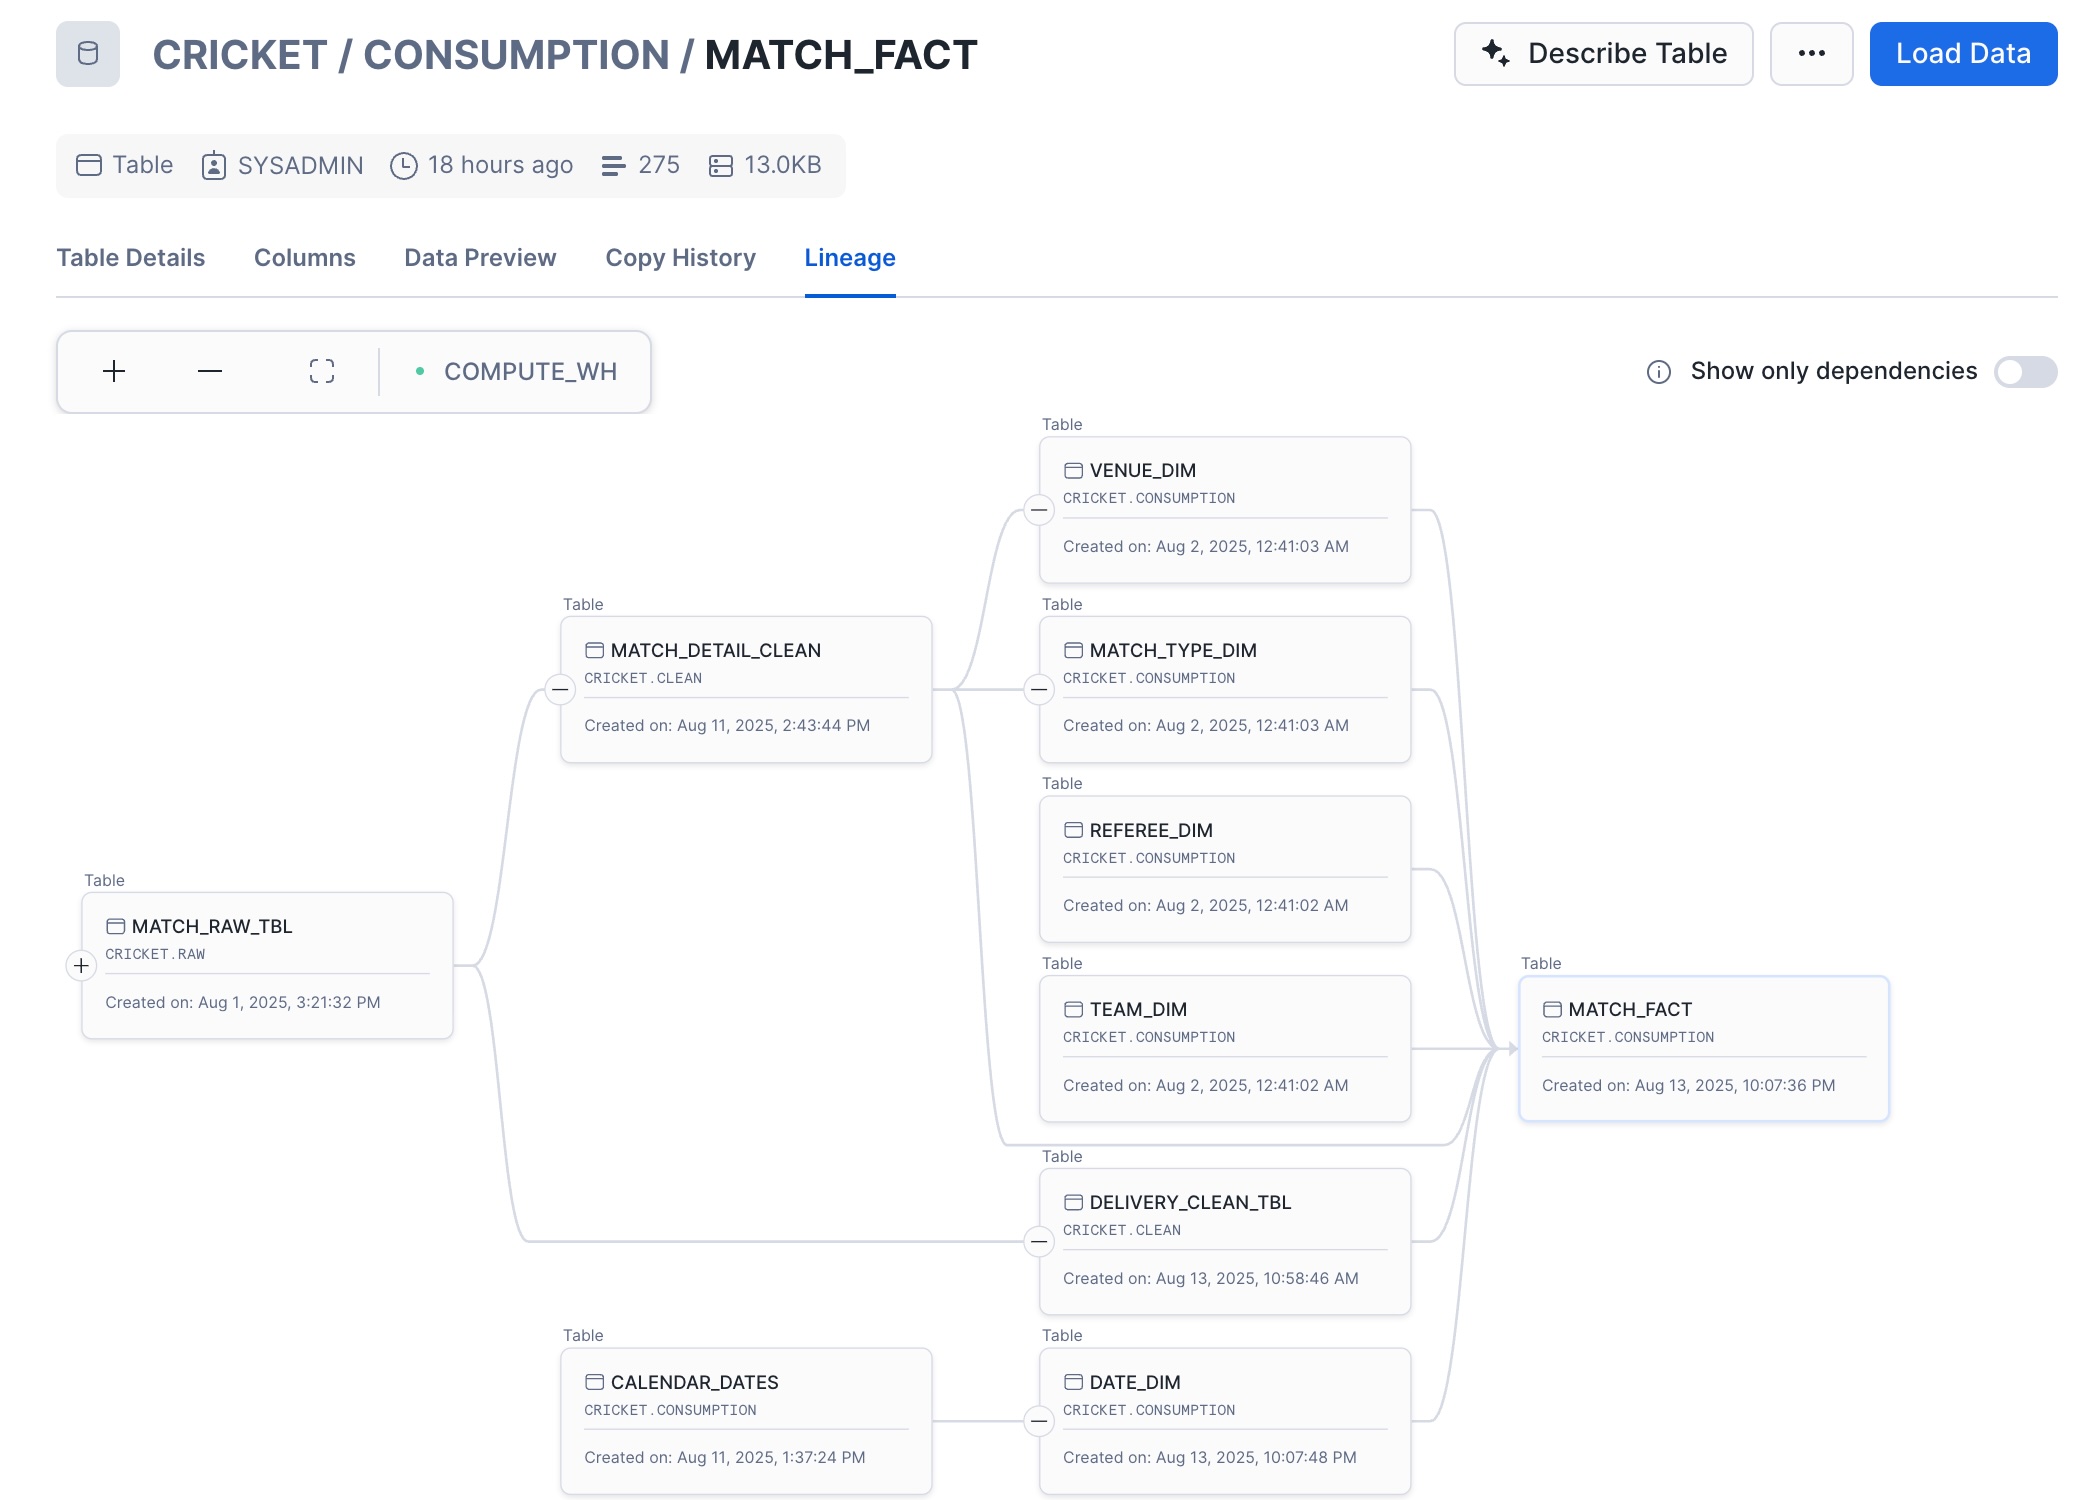 CRICKET / CONSUMPTION / MATCH_FACT
Describe Table
Load Data
Table
SYSADMIN
18 hours ago
275
13.0KB
Table Details
Columns
Data Preview
Copy History
Lineage
COMPUTE_WH
Show only dependencies
Table
VENUE_DIM
CRICKET.CONSUMPTION
Created on: Aug 2, 2025, 12:41:03 AM
Table
MATCH_DETAIL_CLEAN
CRICKET.CLEAN
Created on: Aug 11, 2025, 2:43:44 PM
Table
MATCH_TYPE_DIM
CRICKET.CONSUMPTION
Created on: Aug 2, 2025, 12:41:03 AM
Table
REFEREE_DIM
CRICKET.CONSUMPTION
Created on: Aug 2, 2025, 12:41:02 AM
Table
MATCH_RAW_TBL
CRICKET.RAW
Created on: Aug 1, 2025, 3:21:32 PM
Table
TEAM_DIM
CRICKET.CONSUMPTION
Created on: Aug 2, 2025, 12:41:02 AM
Table
MATCH_FACT
CRICKET.CONSUMPTION
Created on: Aug 13, 2025, 10:07:36 PM
Table
DELIVERY_CLEAN_TBL
CRICKET.CLEAN
Created on: Aug 13, 2025, 10:58:46 AM
Table
CALENDAR_DATES
CRICKET.CONSUMPTION
Created on: Aug 11, 2025, 1:37:24 PM
Table
DATE_DIM
CRICKET.CONSUMPTION
Created on: Aug 13, 2025, 10:07:48 PM